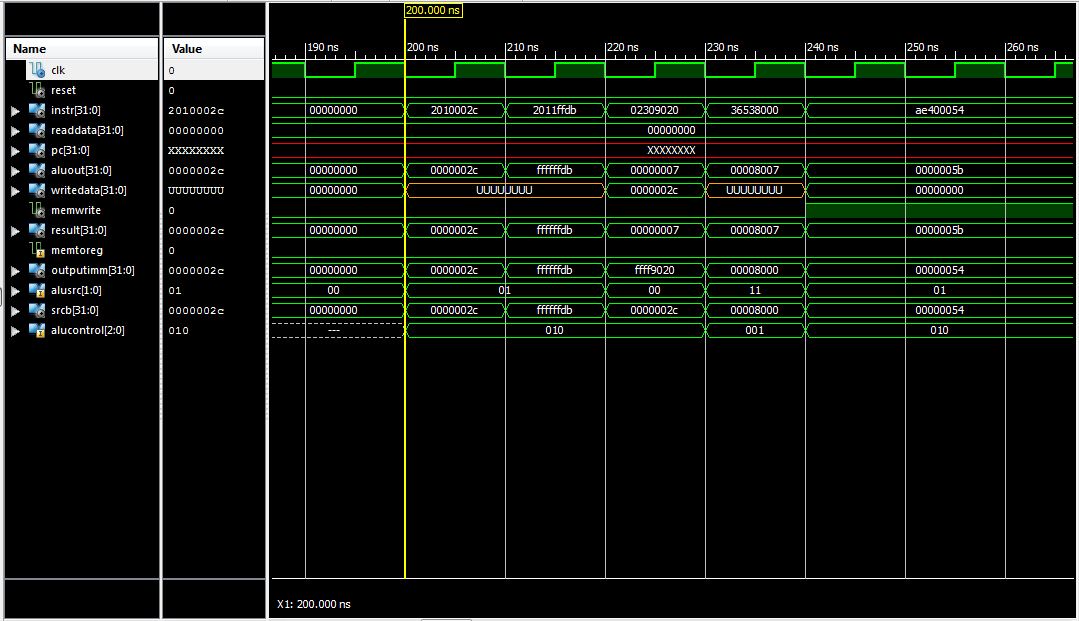 200.000 ns
Name Value
190 ns 200 ns 210 ns 220 ns 230 ns 240 ns 250 ns 260 ns
clk 0
reset 0
instr[31:0] 2010002c 00000000 2010002c 2011ffdb 02309020 36538000 ae400054
readdata[31:0] 00000000 00000000
pc[31:0] XXXXXXXX XXXXXXXX
aluout[31:0] 0000002c 00000000 0000002c ffffffdb 00000007 00008007 0000005b
writedata[31:0] UUUUUUUU 00000000 UUUUUUUU 0000002c UUUUUUUU 00000000
memwrite 0
result[31:0] 0000002c 00000000 0000002c ffffffdb 00000007 00008007 0000005b
memtoreg 0
outputimm[31:0] 0000002c 00000000 0000002c ffffffdb ffff9020 00008000 00000054
alusrc[1:0] 01 00 01 00 11 01
srcb[31:0] 0000002c 00000000 0000002c ffffffdb 0000002c 00008000 00000054
alucontrol[2:0] 010 --- 010 001 010
X1: 200.000 ns